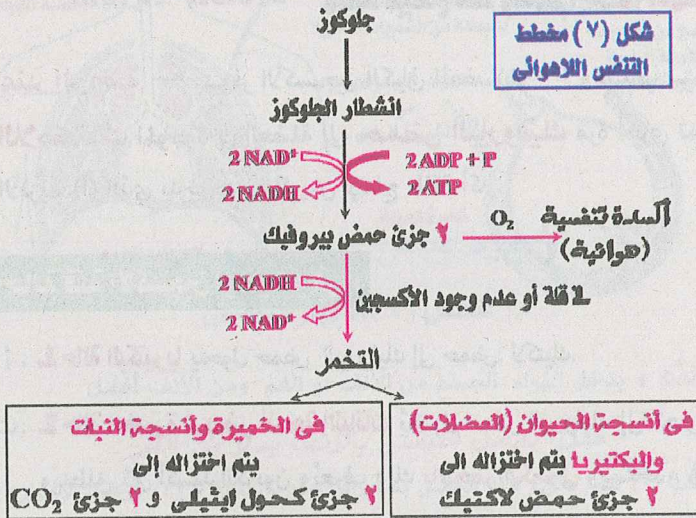 شكل (٧) مخطط
التنفس اللاهوائى
جلوكوز
انشطار الجلوكوز
2 NAD⁺
2 ADP + P
2 NADH
2 ATP
٢ جزئ حمض بيروفيك
O₂
أكسدة تنفسية
(هوائية)
2 NADH
2 NAD⁺
فى قلة أو عدم وجود الأكسجين
التخمر
فى أنسجة الحيوان (العضلات)
والبكتيريا يتم اختزاله الى
٢ جزئ حمض لاكتيك
فى الخميرة وأنسجة النبات
يتم اختزاله إلى
٢ جزئ كحول ايثيلى و ٢ جزئ CO₂